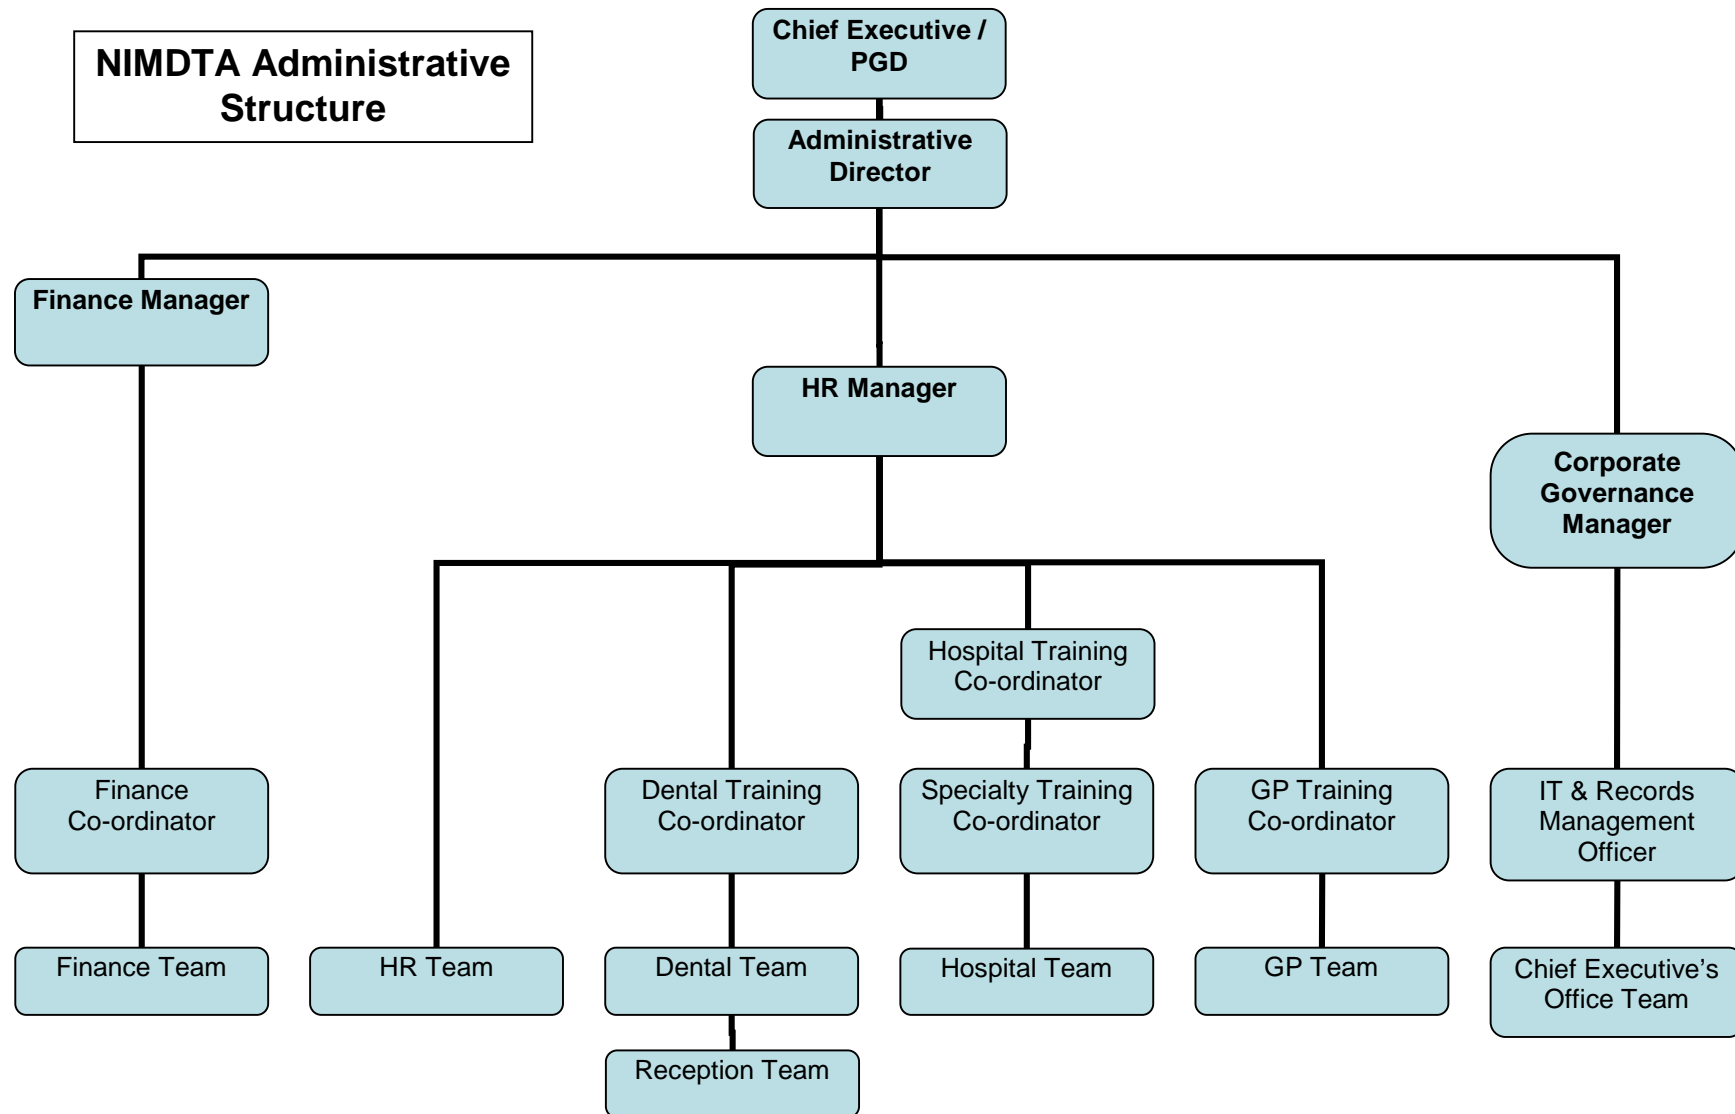 NIMDTA Administrative
Structure
Chief Executive /
PGD
Administrative
Director
Finance Manager
HR Manager
Corporate
Governance
Manager
Hospital Training
Co-ordinator
Finance
Co-ordinator
Dental Training
Co-ordinator
Specialty Training
Co-ordinator
GP Training
Co-ordinator
IT & Records
Management
Officer
Finance Team
HR Team
Dental Team
Hospital Team
GP Team
Chief Executive’s
Office Team
Reception Team